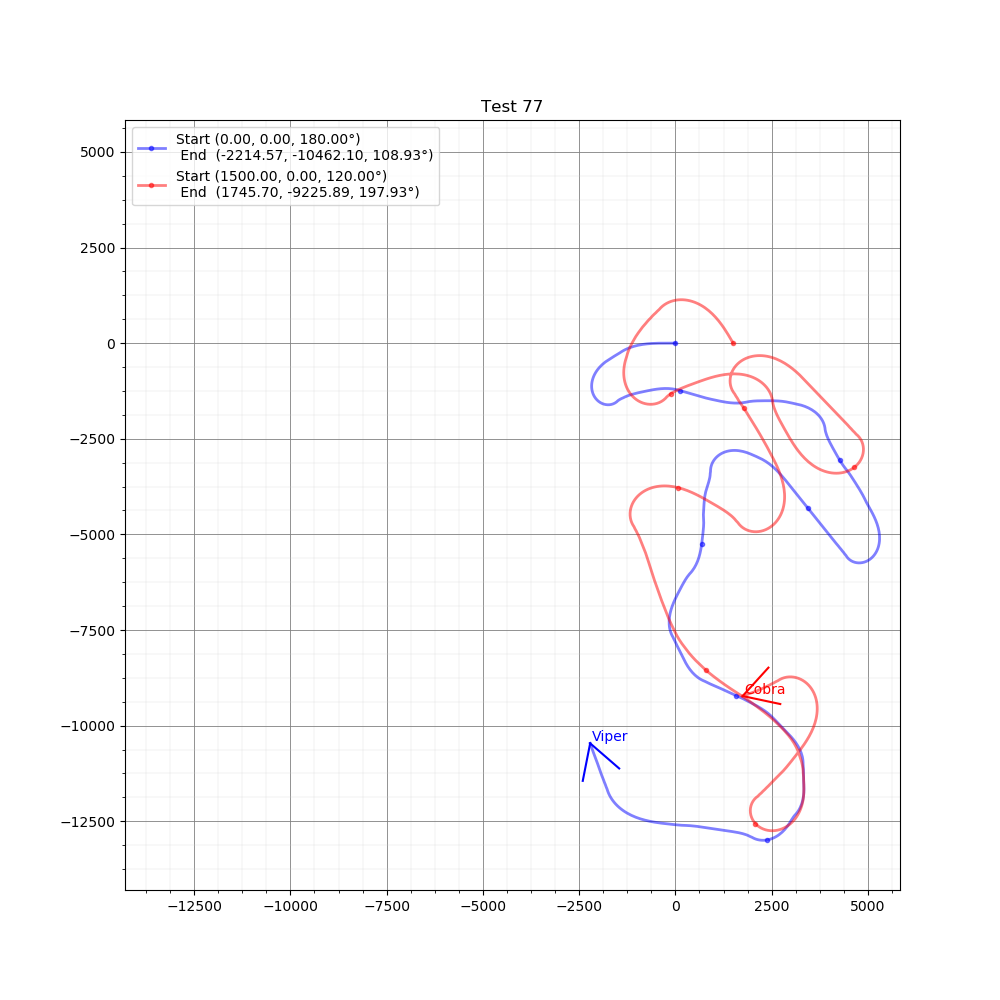 Test 77
Start (0.00, 0.00, 180.00°)
End  (-2214.57, -10462.10, 108.93°)
Start (1500.00, 0.00, 120.00°)
End  (1745.70, -9225.89, 197.93°)
5000
2500
0
−2500
−5000
−7500
−10000
−12500
Cobra
Viper
−12500 −10000 −7500 −5000 −2500 0 2500 5000